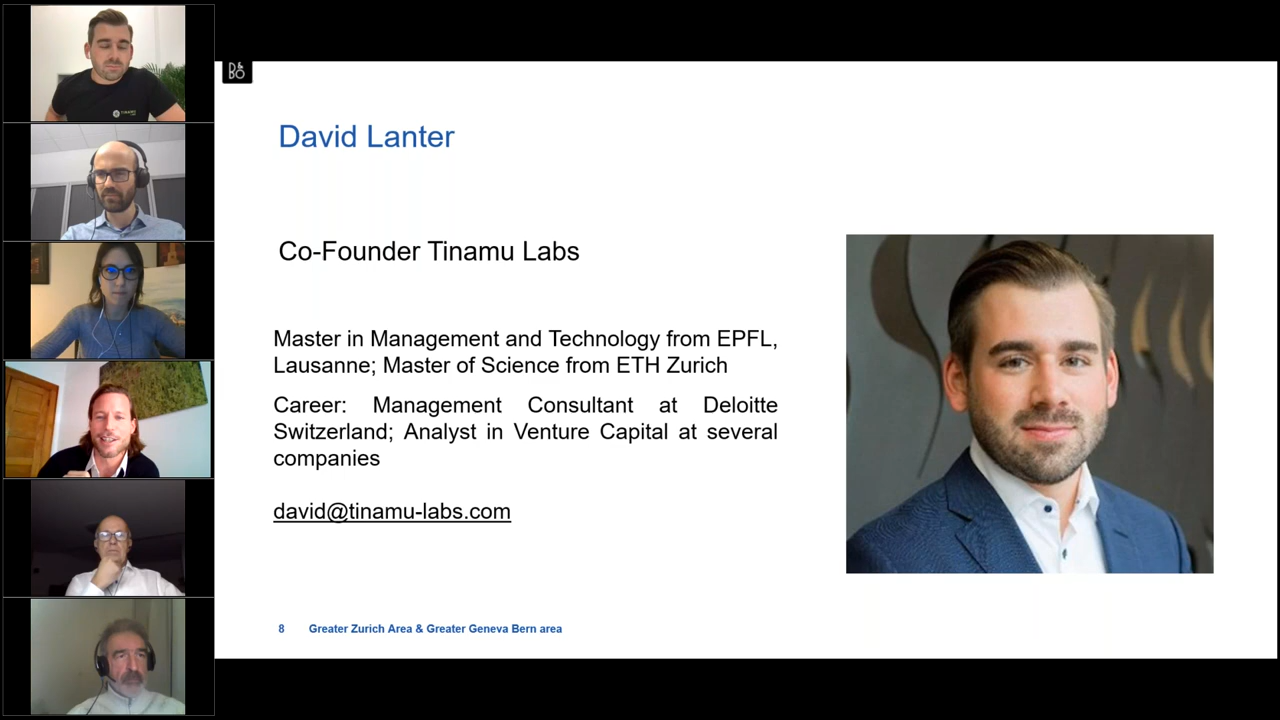 TINAMU
D&
BO
David Lanter
Co-Founder Tinamu Labs
Master in Management and Technology from EPFL,
Lausanne; Master of Science from ETH Zurich
Career: Management Consultant at Deloitte
Switzerland; Analyst in Venture Capital at several
companies
david@tinamu-labs.com
8 Greater Zurich Area & Greater Geneva Bern area